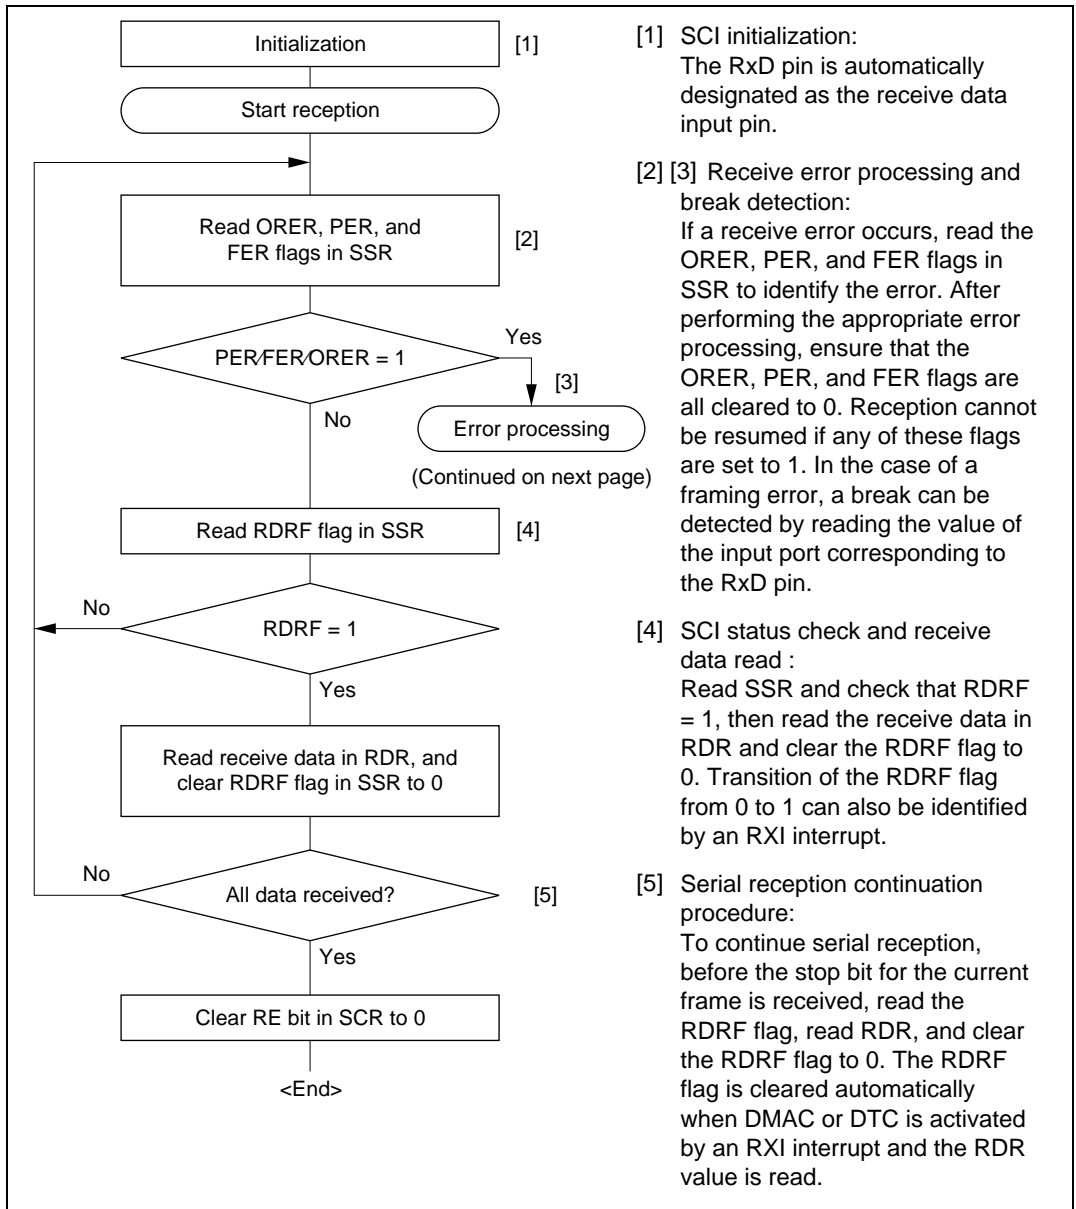 Initialization
[1]
Start reception
Read ORER, PER, and
FER flags in SSR
[2]
PER/FER/ORER = 1
Yes
[3]
No
Error processing
(Continued on next page)
Read RDRF flag in SSR
[4]
No
RDRF = 1
Yes
Read receive data in RDR, and
clear RDRF flag in SSR to 0
No
All data received?
[5]
Yes
Clear RE bit in SCR to 0
<End>
[1] SCI initialization:
The RxD pin is automatically
designated as the receive data
input pin.
[2] [3] Receive error processing and
break detection:
If a receive error occurs, read the
ORER, PER, and FER flags in
SSR to identify the error. After
performing the appropriate error
processing, ensure that the
ORER, PER, and FER flags are
all cleared to 0. Reception cannot
be resumed if any of these flags
are set to 1. In the case of a
framing error, a break can be
detected by reading the value of
the input port corresponding to
the RxD pin.
[4] SCI status check and receive
data read :
Read SSR and check that RDRF
= 1, then read the receive data in
RDR and clear the RDRF flag to
0. Transition of the RDRF flag
from 0 to 1 can also be identified
by an RXI interrupt.
[5] Serial reception continuation
procedure:
To continue serial reception,
before the stop bit for the current
frame is received, read the
RDRF flag, read RDR, and clear
the RDRF flag to 0. The RDRF
flag is cleared automatically
when DMAC or DTC is activated
by an RXI interrupt and the RDR
value is read.